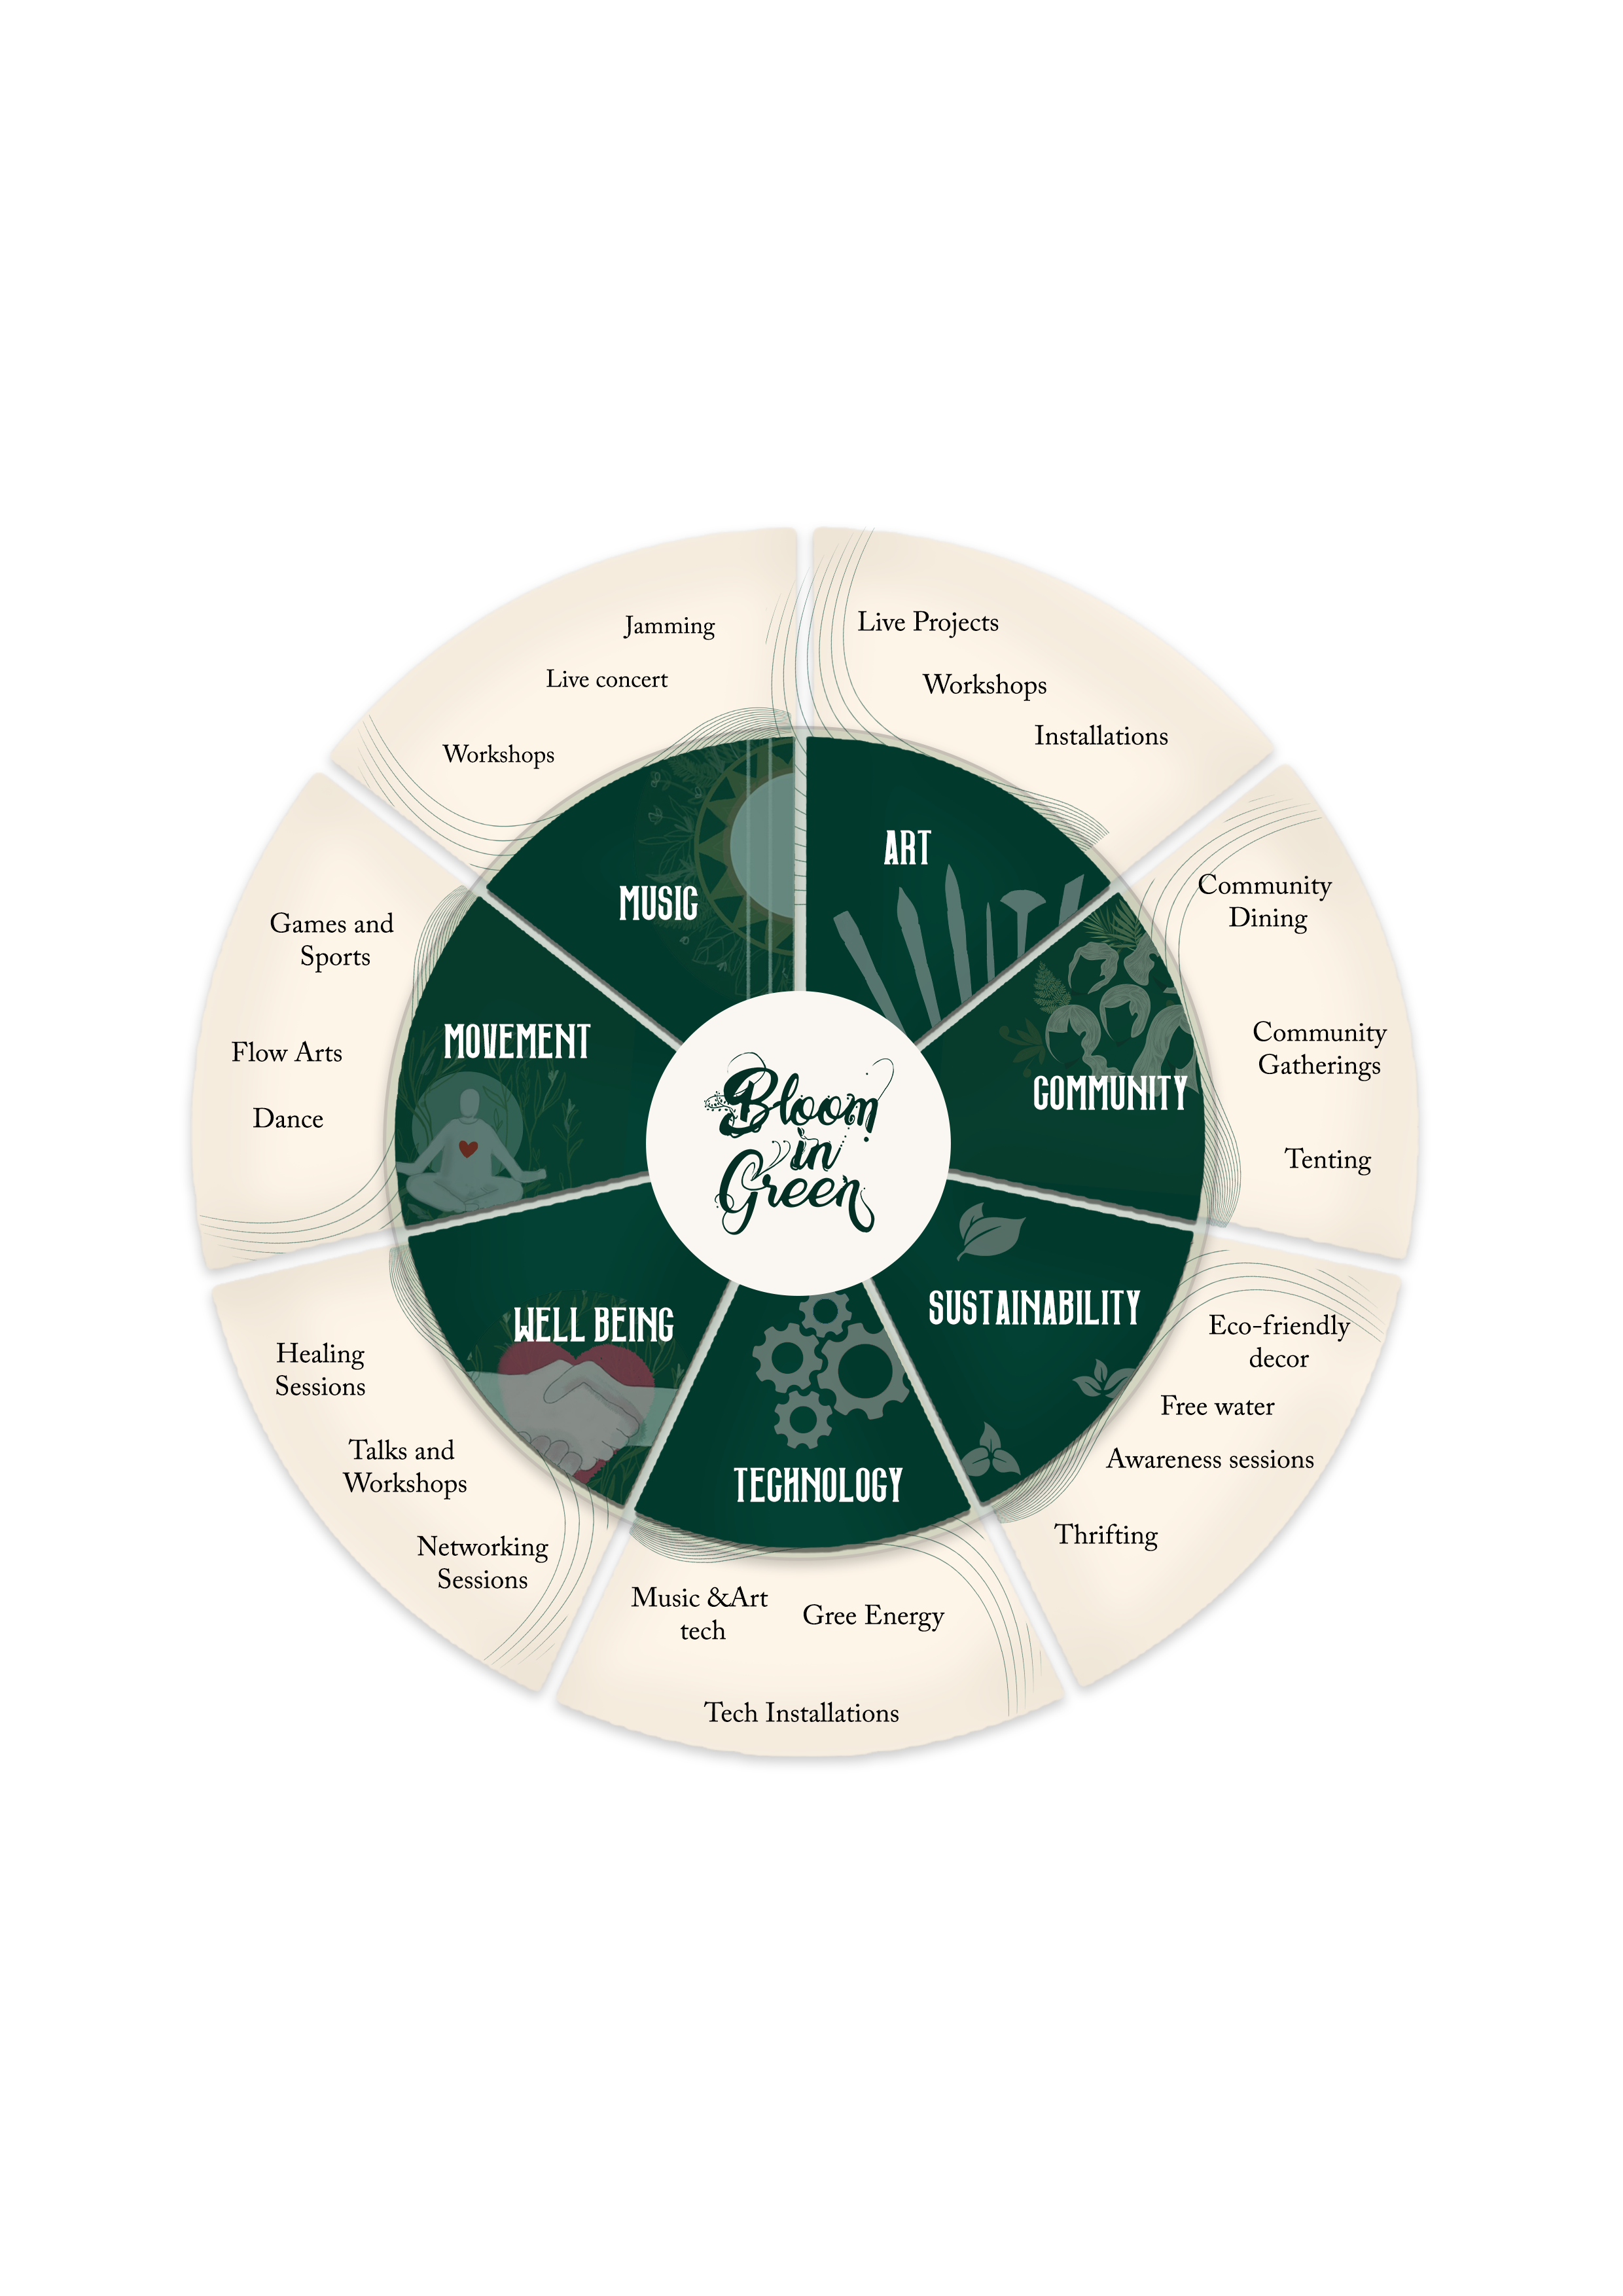 Jamming
Live concert
Workshops
Live Projects
Workshops
Installations
Community
Dining
Community
Gatherings
Tenting
Eco-friendly
decor
Free water
Awareness sessions
Thrifting
Music &Art
tech
Gree Energy
Tech Installations
Healing
Sessions
Talks and
Workshops
Networking
Sessions
Games and
Sports
Flow Arts
Dance
MUSIC
ART
COMMUNITY
SUSTAINABILITY
TECHNOLOGY
WELL BEING
MOVEMENT
Bloom
in
Green